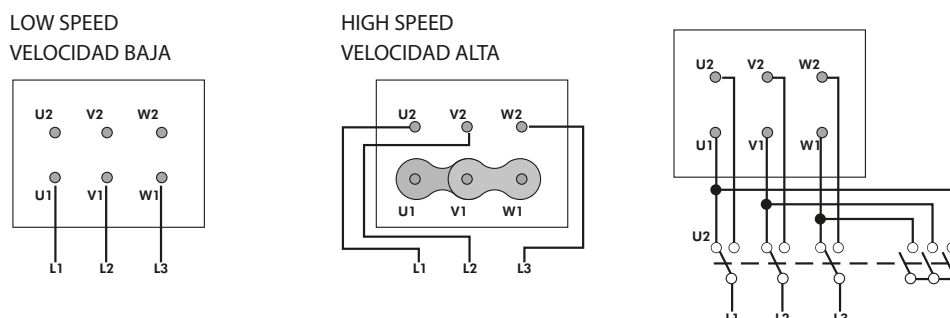 LOW SPEED
VELOCIDAD BAJA
U2 V2 W2
U1 V1 W1
L1 L2 L3
HIGH SPEED
VELOCIDAD ALTA
U2 V2 W2
U1 V1 W1
L1 L2 L3
U2 V2 W2
U1 V1 W1
U2
L1 L2 L3